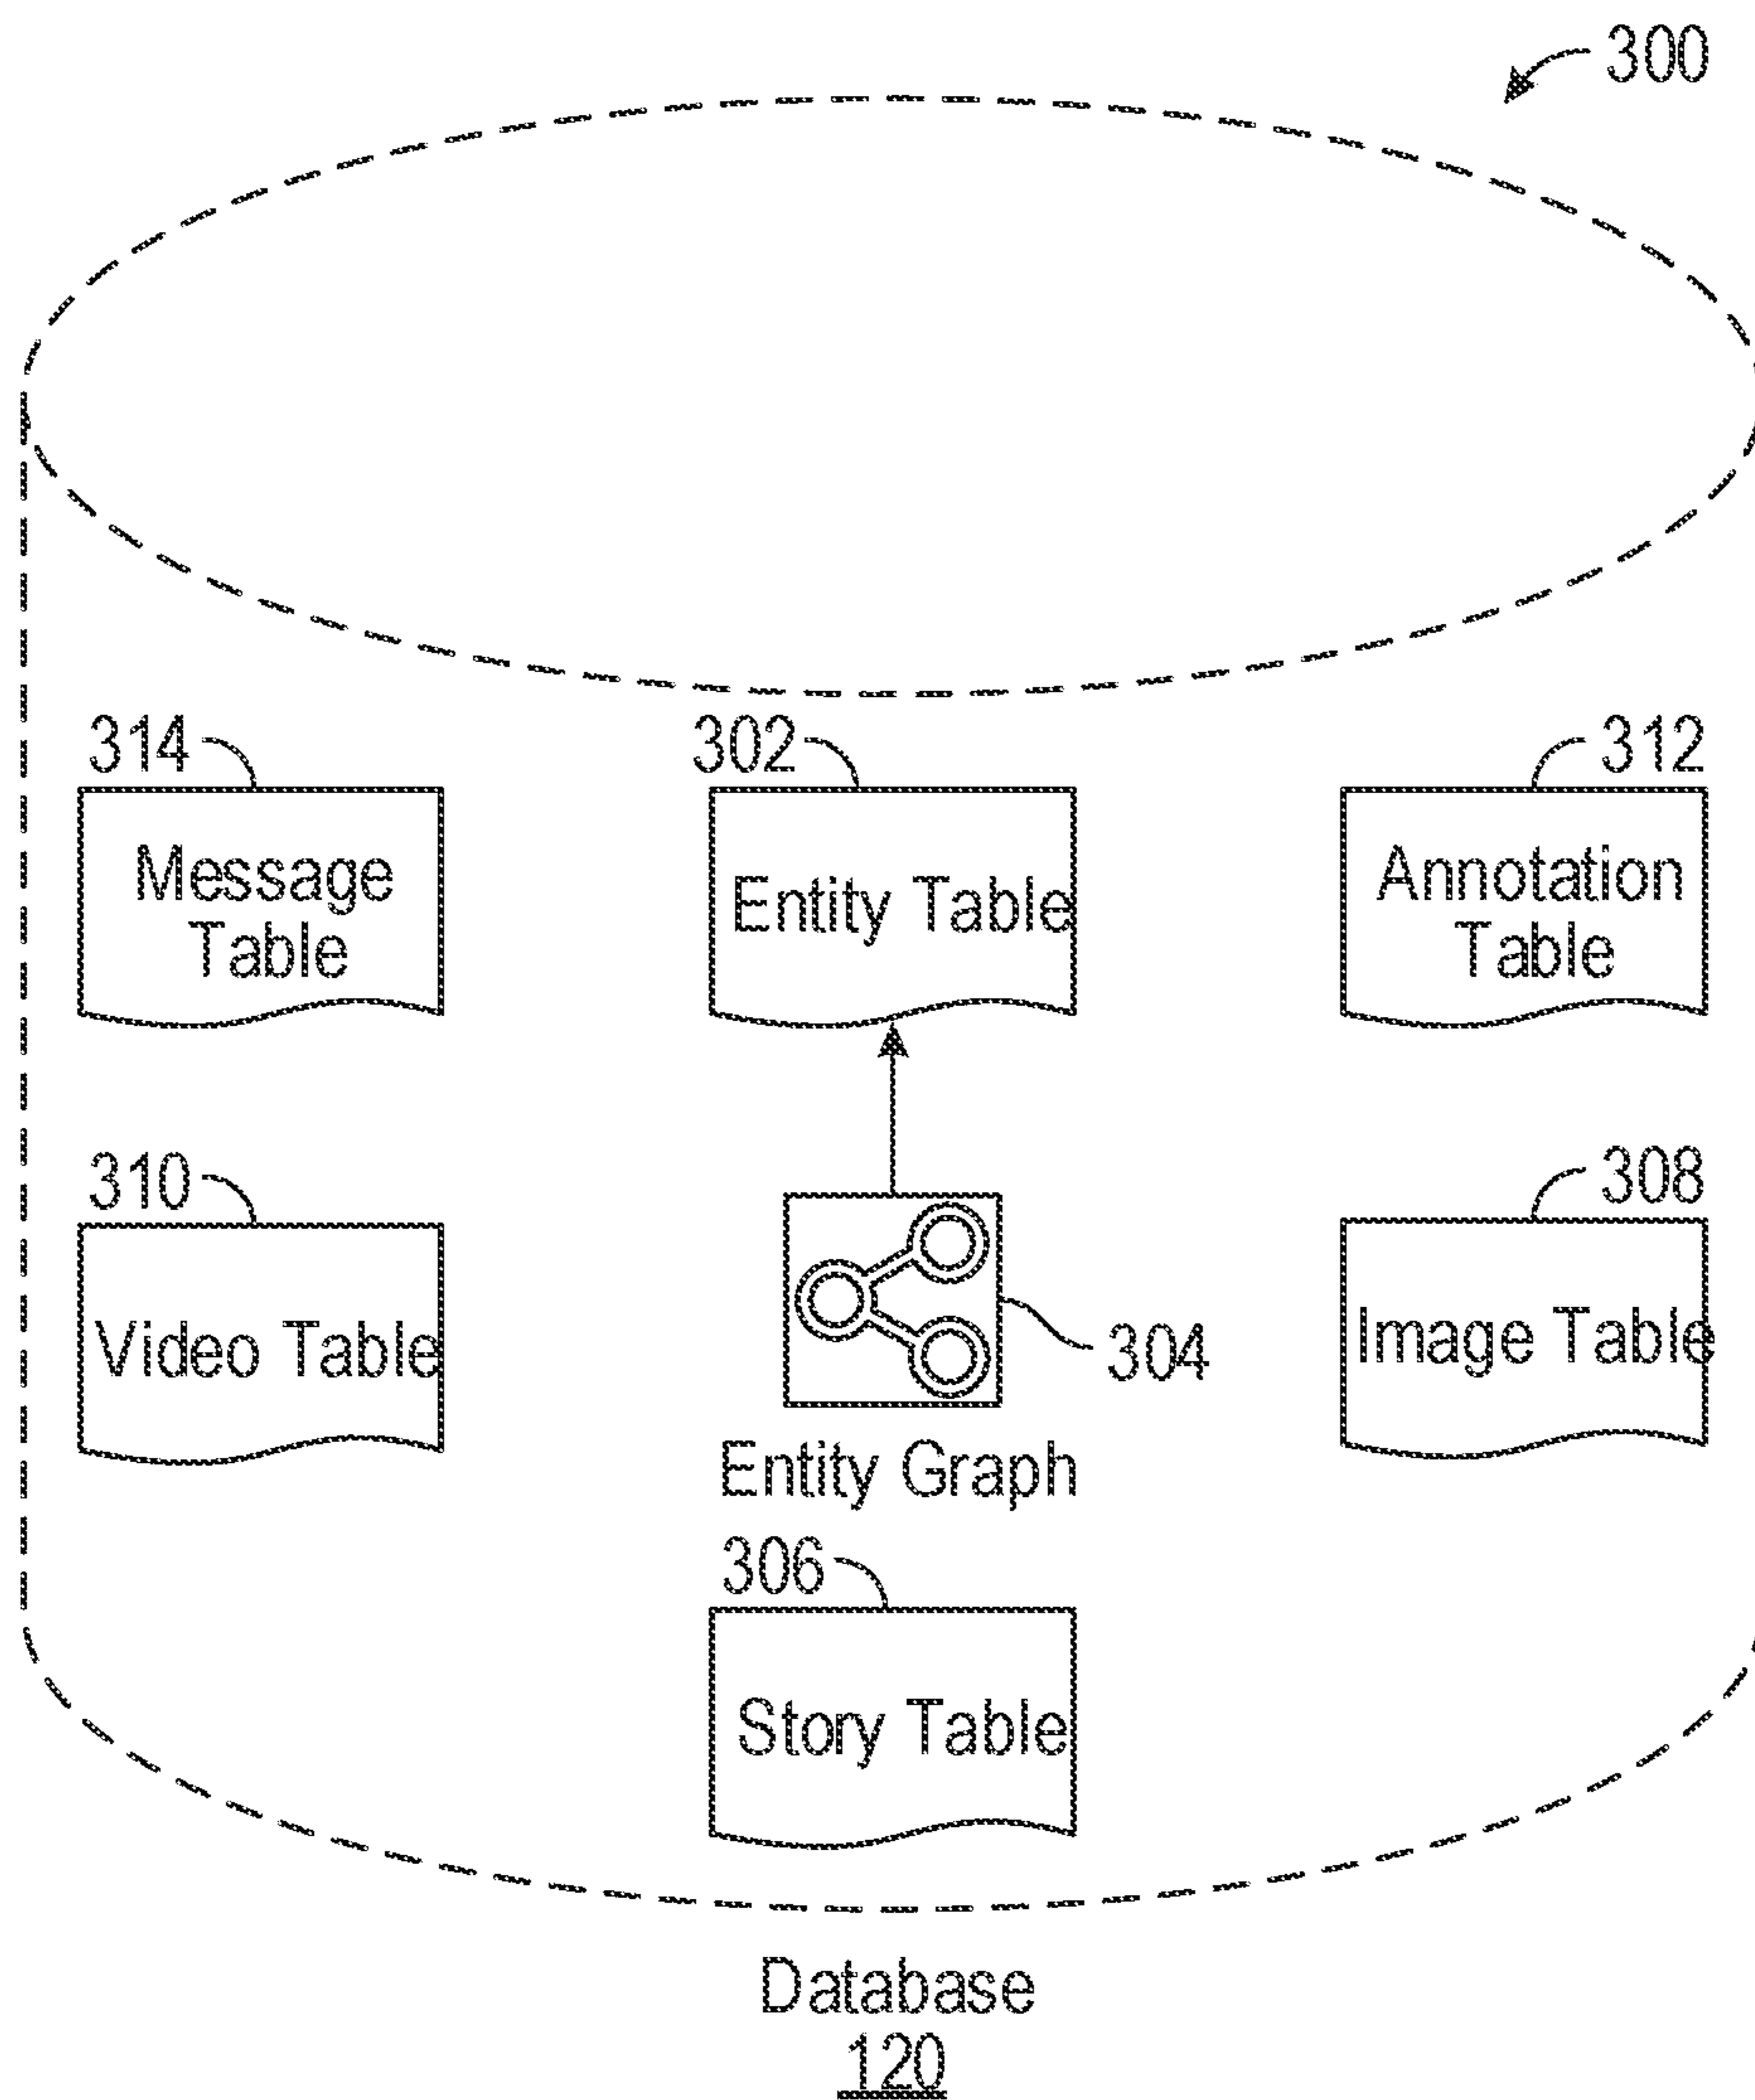 300
314
302
312
Message
Table
Entity Table
Annotation
Table
310
308
Video Table
304
Image Table
Entity Graph
306
Story Table
Database
120